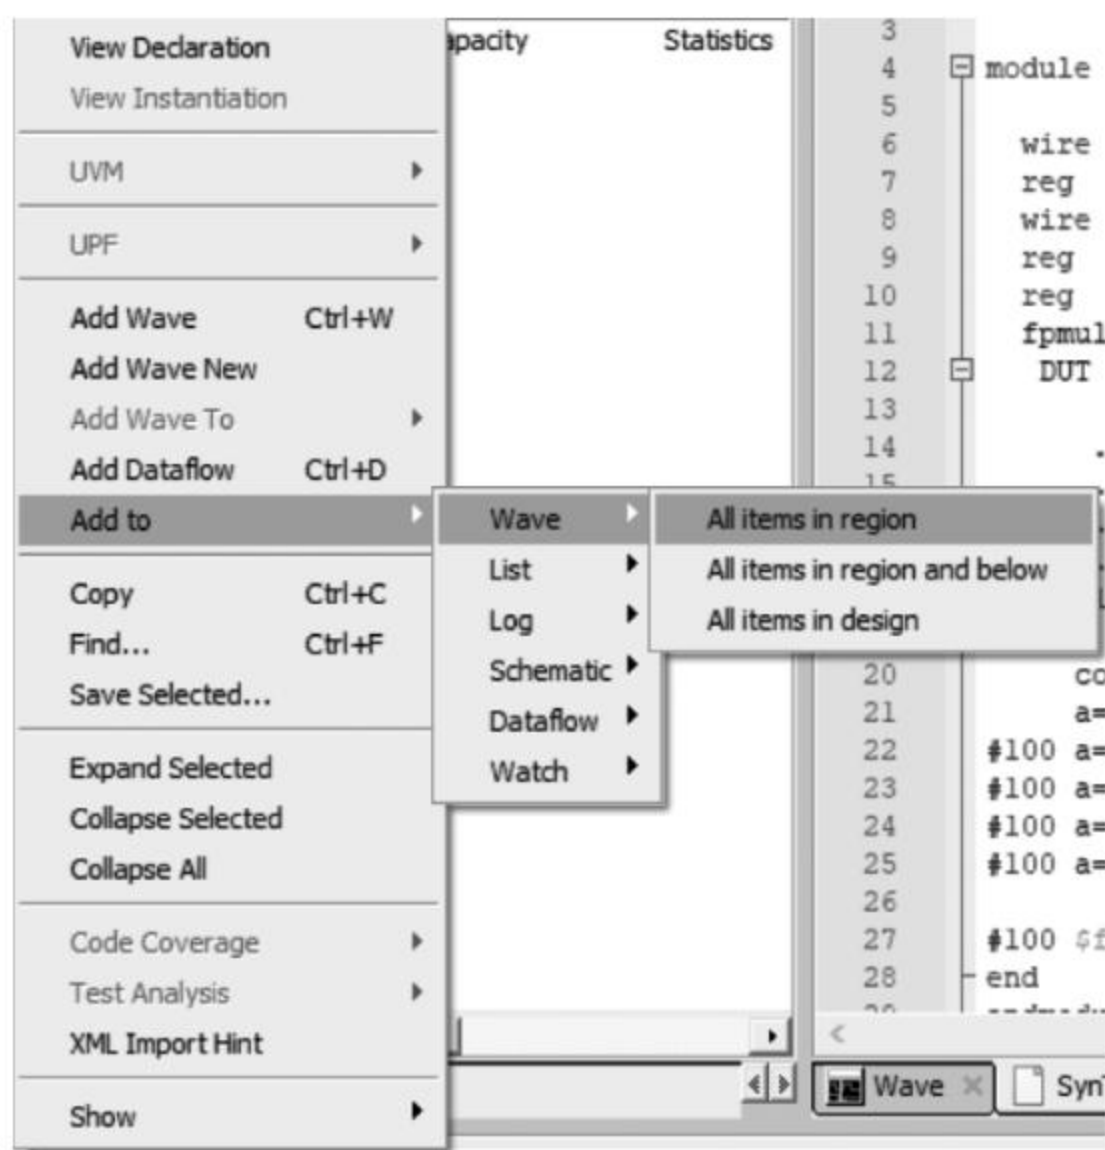 View Declaration
View Instantiation
UVM
UPF
Add Wave Ctrl+W
Add Wave New
Add Wave To
Add Dataflow Ctrl+D
Add to
Copy Ctrl+C
Find... Ctrl+F
Save Selected...
Expand Selected
Collapse Selected
Collapse All
Code Coverage
Test Analysis
XML Import Hint
Show
Wave
List
Log
Schematic
Dataflow
Watch
All items in region
All items in region and below
All items in design
apacity Statistics
3
4 module
5
6 wire
7 reg
8 wire
9 reg
10 reg
11 fpmul
12 DUT
13
14 .
15 .
20 co
21 a=
22 #100 a=
23 #100 a=
24 #100 a=
25 #100 a=
26
27 #100 $f
28 end
Wave
Syn